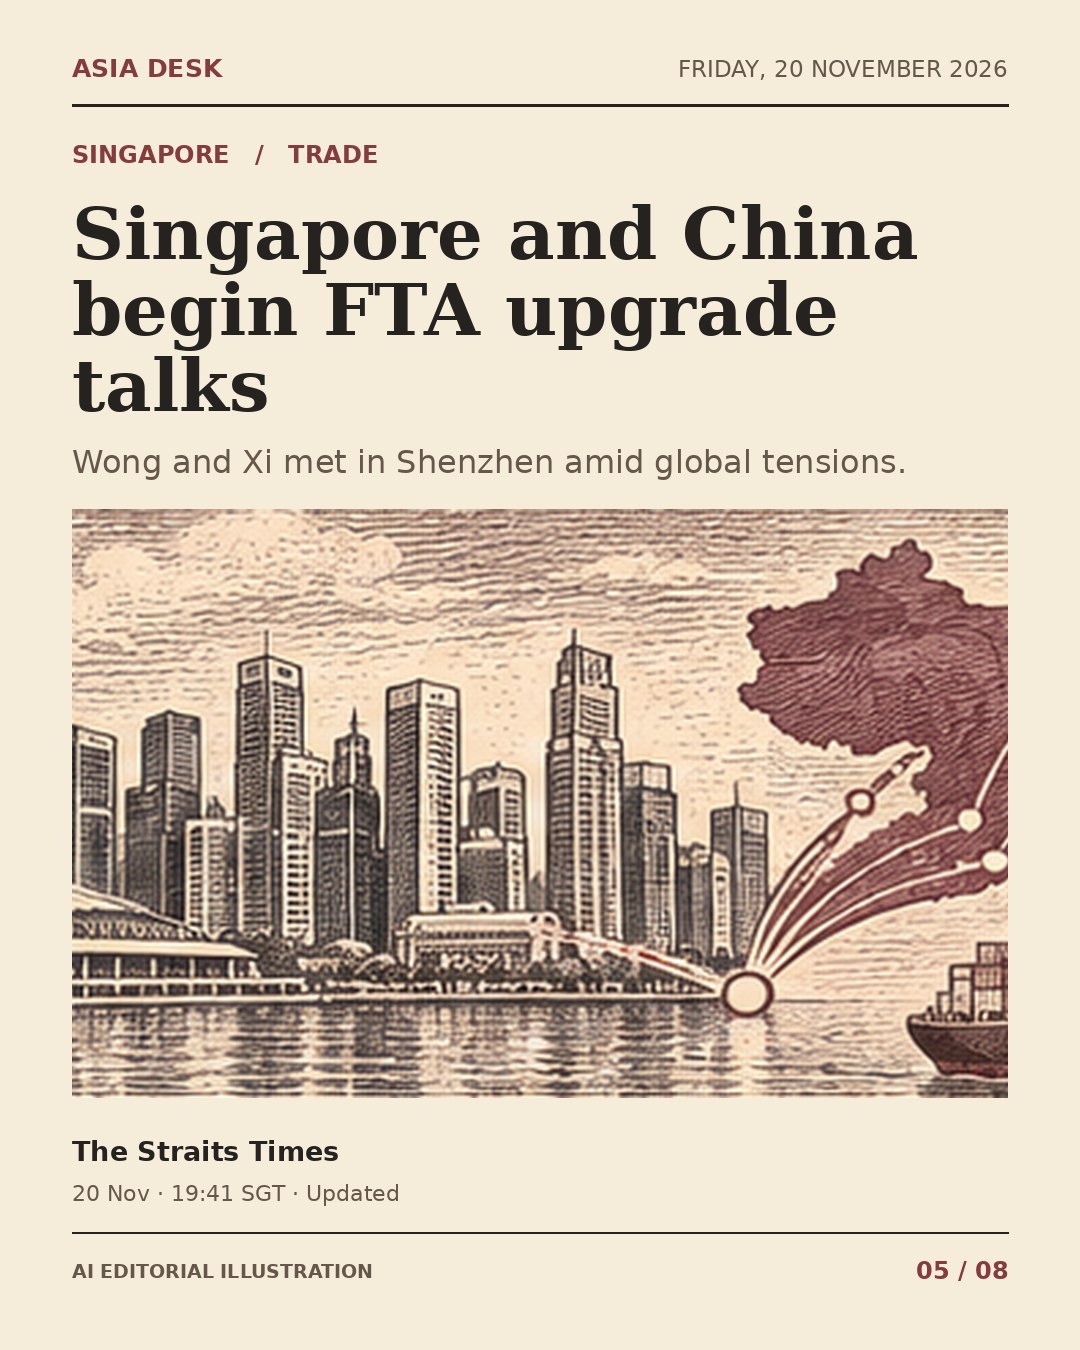 ASIA DESK
FRIDAY, 20 NOVEMBER 2026
SINGAPORE / TRADE
Singapore and China
begin FTA upgrade
talks
Wong and Xi met in Shenzhen amid global tensions.
The Straits Times
20 Nov · 19:41 SGT · Updated
AI EDITORIAL ILLUSTRATION
05 / 08